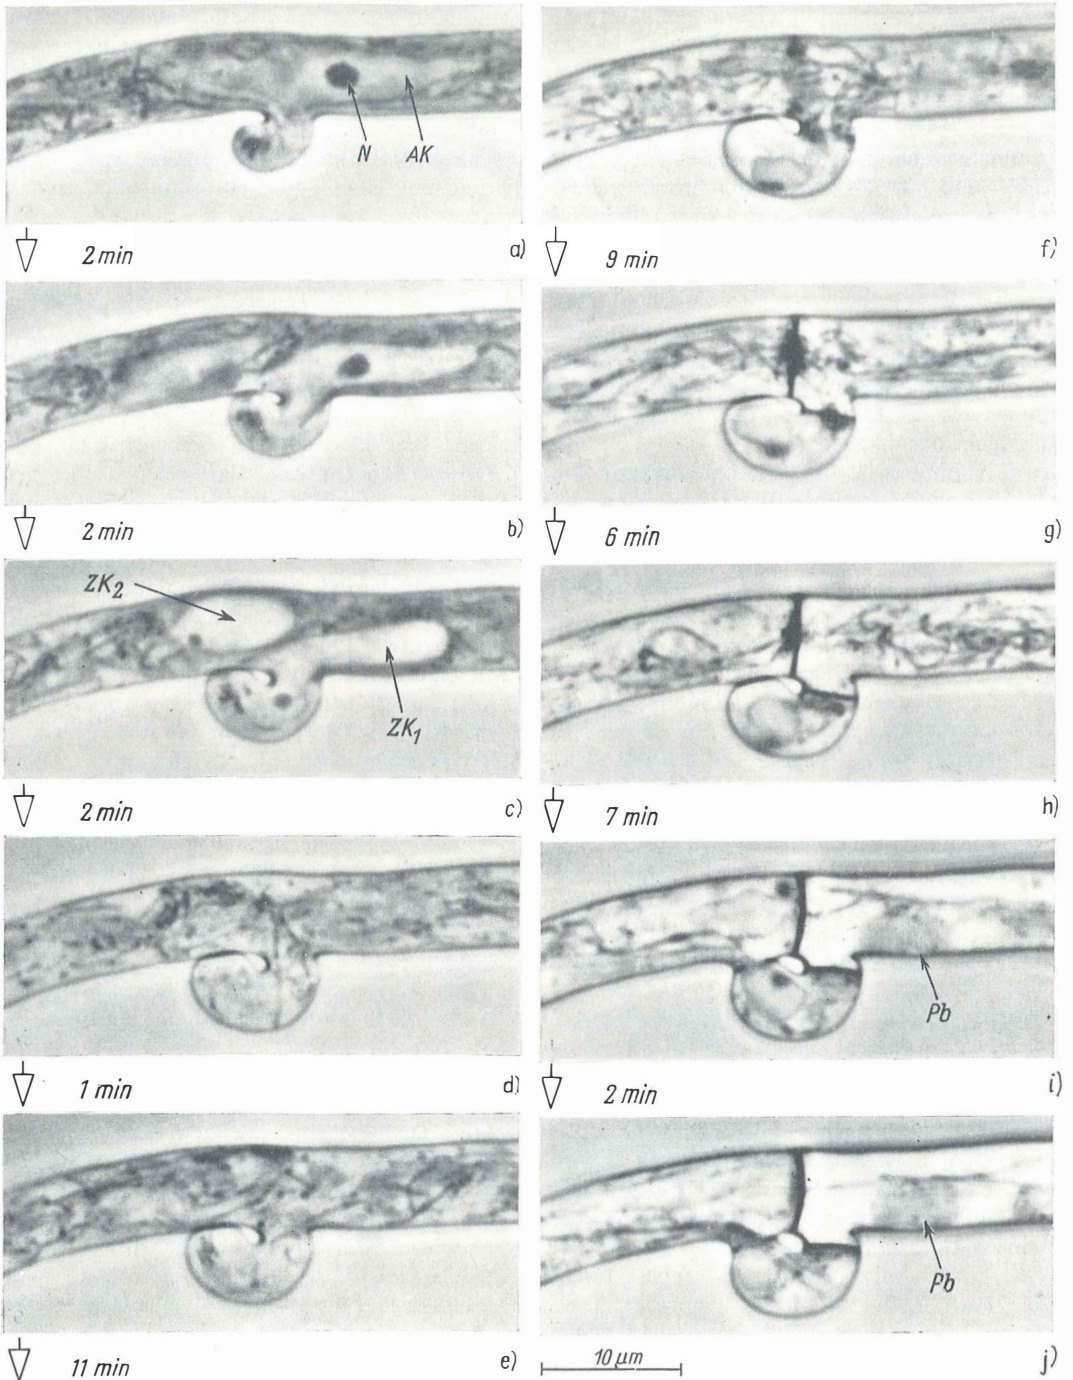 N AK
2 min a)
2 min b)
ZK2
ZK1
2 min c)
1 min d)
11 min e)
9 min f)
6 min g)
7 min h)
Pb
2 min i)
Pb
10 µm j)